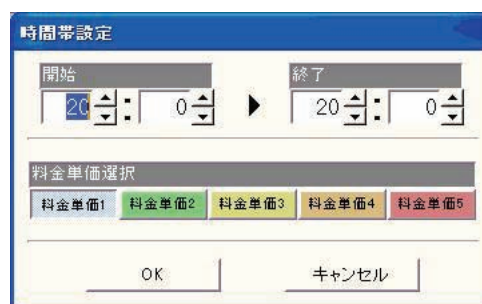 時間帯設定
開始 終了
20 : 0 ▶ 20 : 0
料金単価選択
料金単価1 料金単価2 料金単価3 料金単価4 料金単価5
OK キャンセル